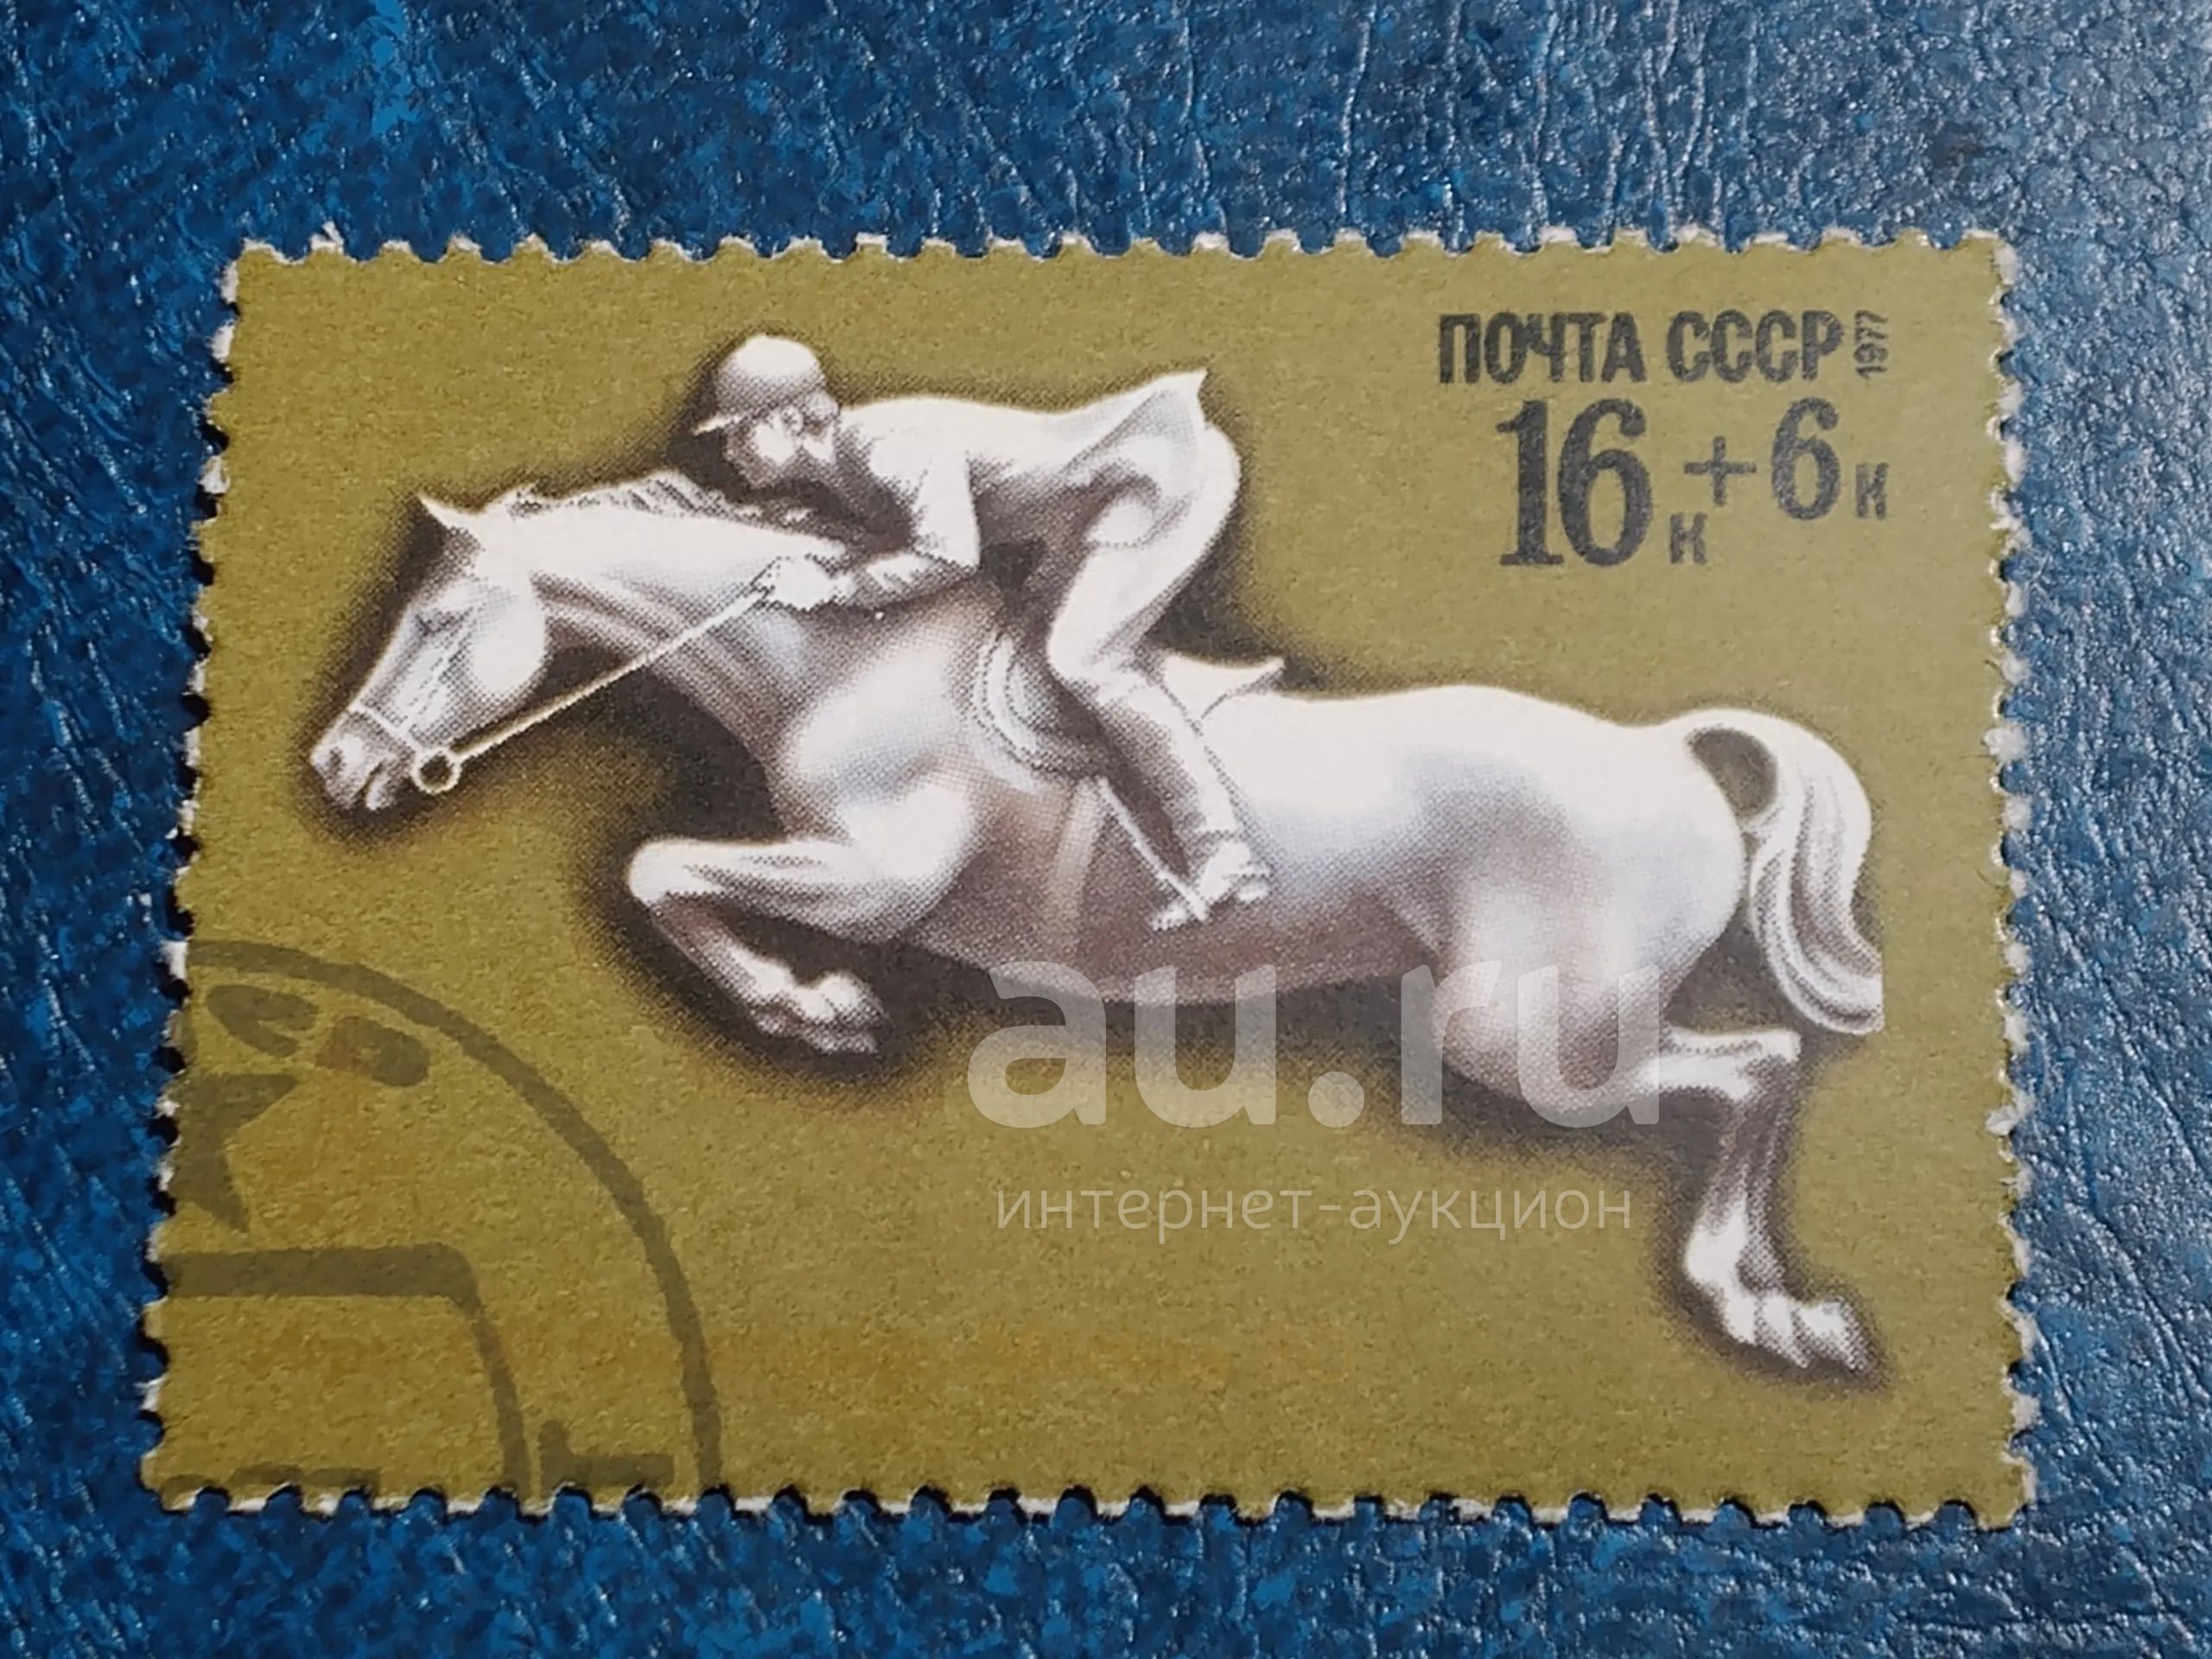 ПОЧТА СССР 1977
16к + 6к
au.ru
интернет-аукцион